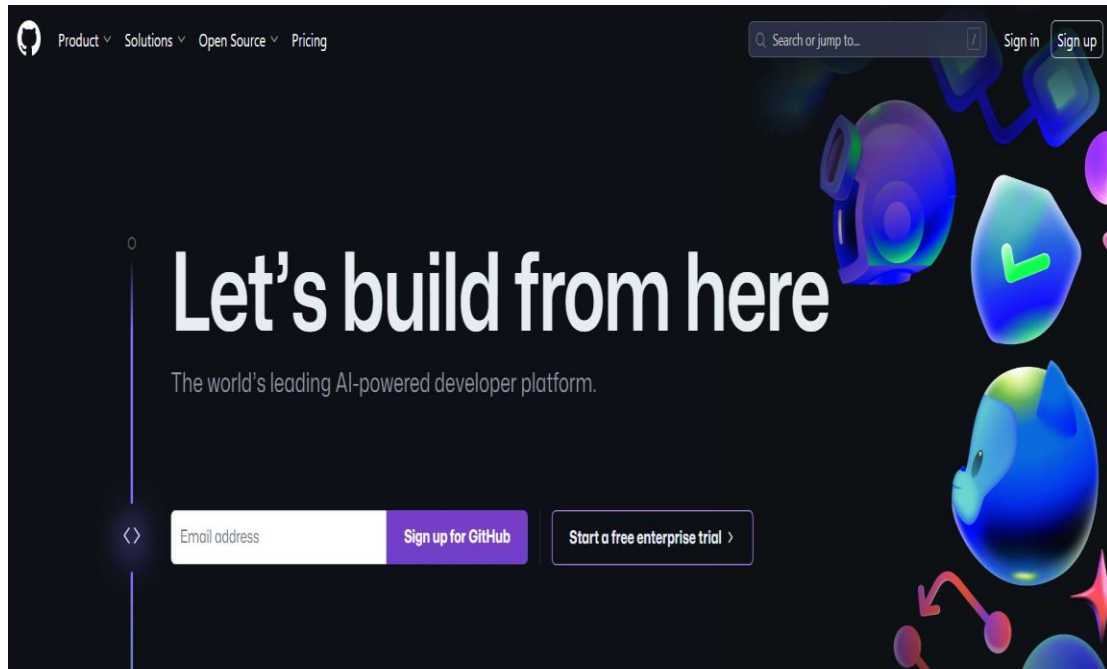 Product Solutions Open Source Pricing Search or jump to... / Sign in Sign up
Let's build from here
The world's leading AI-powered developer platform.
Email address Sign up for GitHub Start a free enterprise trial